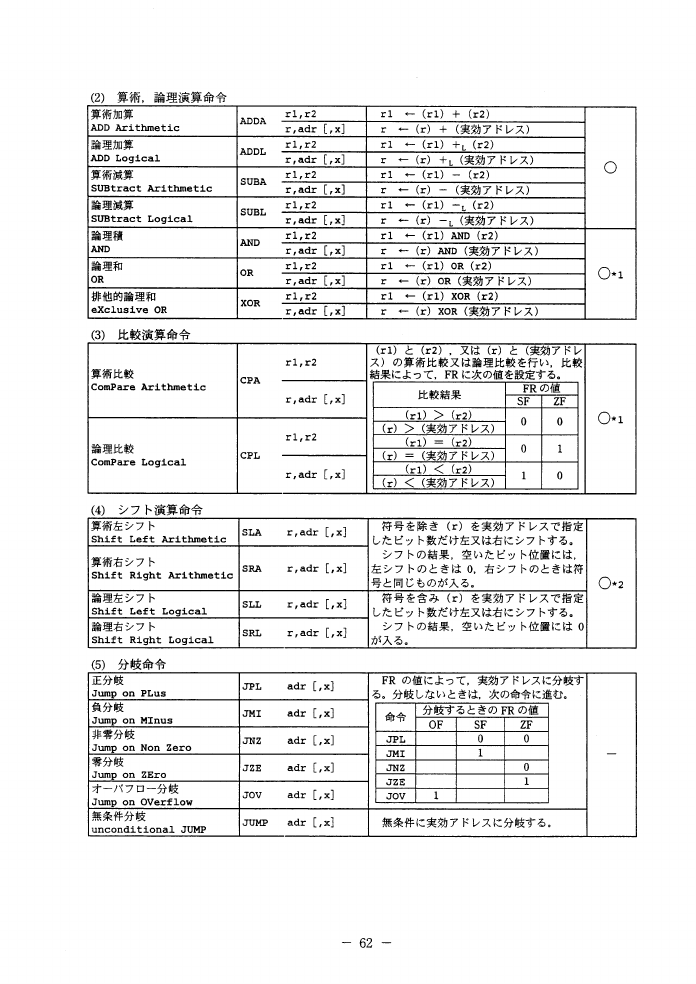 (2) 算術，論理演算命令
算術加算
ADD Arithmetic
ADDA
r1,r2
r1 ← (r1) + (r2)
r,adr [,x]
r ← (r) + (実効アドレス)
論理加算
ADD Logical
ADDL
r1,r2
r1 ← (r1) +L (r2)
r,adr [,x]
r ← (r) +L (実効アドレス)
算術減算
SUBtract Arithmetic
SUBA
r1,r2
r1 ← (r1) − (r2)
r,adr [,x]
r ← (r) − (実効アドレス)
論理減算
SUBtract Logical
SUBL
r1,r2
r1 ← (r1) −L (r2)
r,adr [,x]
r ← (r) −L (実効アドレス)
○
論理積
AND
AND
r1,r2
r1 ← (r1) AND (r2)
r,adr [,x]
r ← (r) AND (実効アドレス)
論理和
OR
OR
r1,r2
r1 ← (r1) OR (r2)
r,adr [,x]
r ← (r) OR (実効アドレス)
排他的論理和
eXclusive OR
XOR
r1,r2
r1 ← (r1) XOR (r2)
r,adr [,x]
r ← (r) XOR (実効アドレス)
○*1
(3) 比較演算命令
算術比較
ComPare Arithmetic
CPA
r1,r2
r,adr [,x]
論理比較
ComPare Logical
CPL
r1,r2
r,adr [,x]
(r1) と (r2) ，又は (r) と (実効アドレ
ス) の算術比較又は論理比較を行い，比較
結果によって，FR に次の値を設定する。
比較結果
FR の値
SF ZF
(r1) ＞ (r2)
(r) ＞ (実効アドレス)
0 0
(r1) ＝ (r2)
(r) ＝ (実効アドレス)
0 1
(r1) ＜ (r2)
(r) ＜ (実効アドレス)
1 0
○*1
(4) シフト演算命令
算術左シフト
Shift Left Arithmetic
SLA r,adr [,x]
算術右シフト
Shift Right Arithmetic
SRA r,adr [,x]
符号を除き (r) を実効アドレスで指定
したビット数だけ左又は右にシフトする。
シフトの結果，空いたビット位置には，
左シフトのときは 0，右シフトのときは符
号と同じものが入る。
論理左シフト
Shift Left Logical
SLL r,adr [,x]
論理右シフト
Shift Right Logical
SRL r,adr [,x]
符号を含み (r) を実効アドレスで指定
したビット数だけ左又は右にシフトする。
シフトの結果，空いたビット位置には 0
が入る。
○*2
(5) 分岐命令
正分岐
Jump on PLus
JPL adr [,x]
負分岐
Jump on MInus
JMI adr [,x]
非零分岐
Jump on Non Zero
JNZ adr [,x]
零分岐
Jump on ZEro
JZE adr [,x]
オーバフロー分岐
Jump on OVerflow
JOV adr [,x]
FR の値によって，実効アドレスに分岐す
る。分岐しないときは，次の命令に進む。
命令
分岐するときの FR の値
OF SF ZF
JPL 0 0
JMI 1
JNZ 0
JZE 1
JOV 1
無条件分岐
unconditional JUMP
JUMP adr [,x]
無条件に実効アドレスに分岐する。
－
－ 62 －